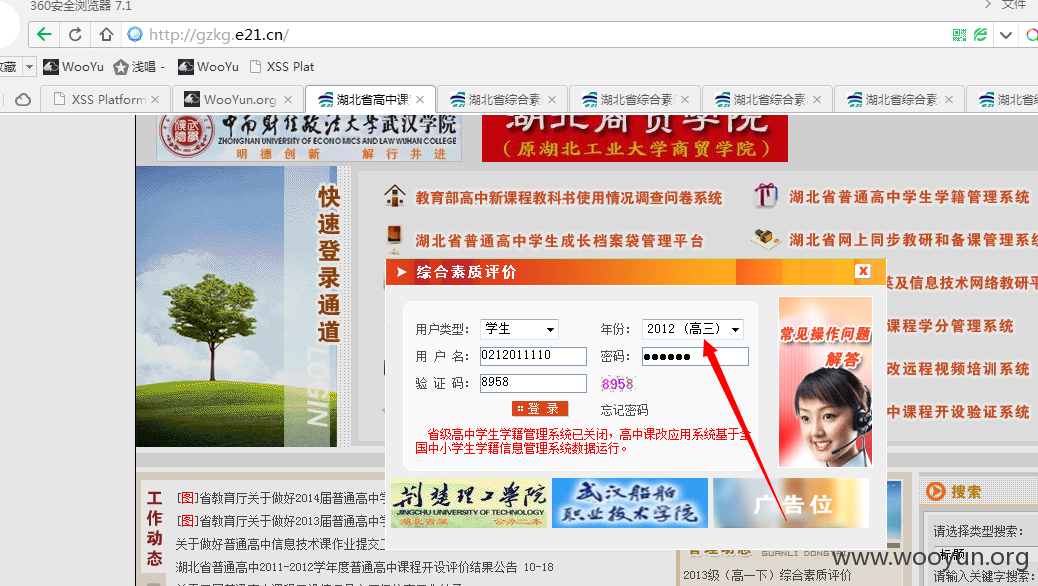 360安全浏览器 7.1
文件
http://gzkg.e21.cn/
藏
WooYu
浅唱 -
WooYu
XSS Plat
XSS Platform
WooYun.org
湖北省高中课
湖北省综合素
湖北省综合素
湖北省综合素
湖北省综合素
湖北省综
中南财经政法大学武汉学院
ZHONGNAN UNIVERSITY OF ECONOMICS AND LAW WUHAN COLLEGE
明德创新 解行并进
湖北商贸学院
(原湖北工业大学商贸学院)
快速登录通道
LOGIN
教育部高中新课程教科书使用情况调查问卷系统
湖北省普通高中学生学籍管理系统
湖北省普通高中学生成长档案袋管理平台
湖北省网上同步教研和备课管理系统
英及信息技术网络教研平
课程学分管理系统
改远程视频培训系统
中课程开设验证系统
综合素质评价
X
用户类型: 学生
年份: 2012 (高三)
用 户 名: 0212011110
密码: ●●●●●●
验 证 码: 8958
8958
登 录
忘记密码
省级高中学生学籍管理系统已关闭，高中课改应用系统基于全
国中小学生学籍信息管理系统数据运行。
常见操作问题
解答
荆楚理工学院
JINGCHU UNIVERSITY OF TECHNOLOGY
湖北省属 公办二本
武汉船舶
职业技术学院
广告位
工作动态
[图]省教育厅关于做好2014届普通高中学
[图]省教育厅关于做好2013届普通高中学
关于做好普通高中信息技术课作业提交工
湖北省普通高中2011-2012学年度普通高中课程开设评价结果公告 10-18
管理动态 GUANLI DONGTAI
2013级（高一下）综合素质评价
搜索
请选择类型搜索：
标题
请输入关键字搜索：
www.wooyun.org